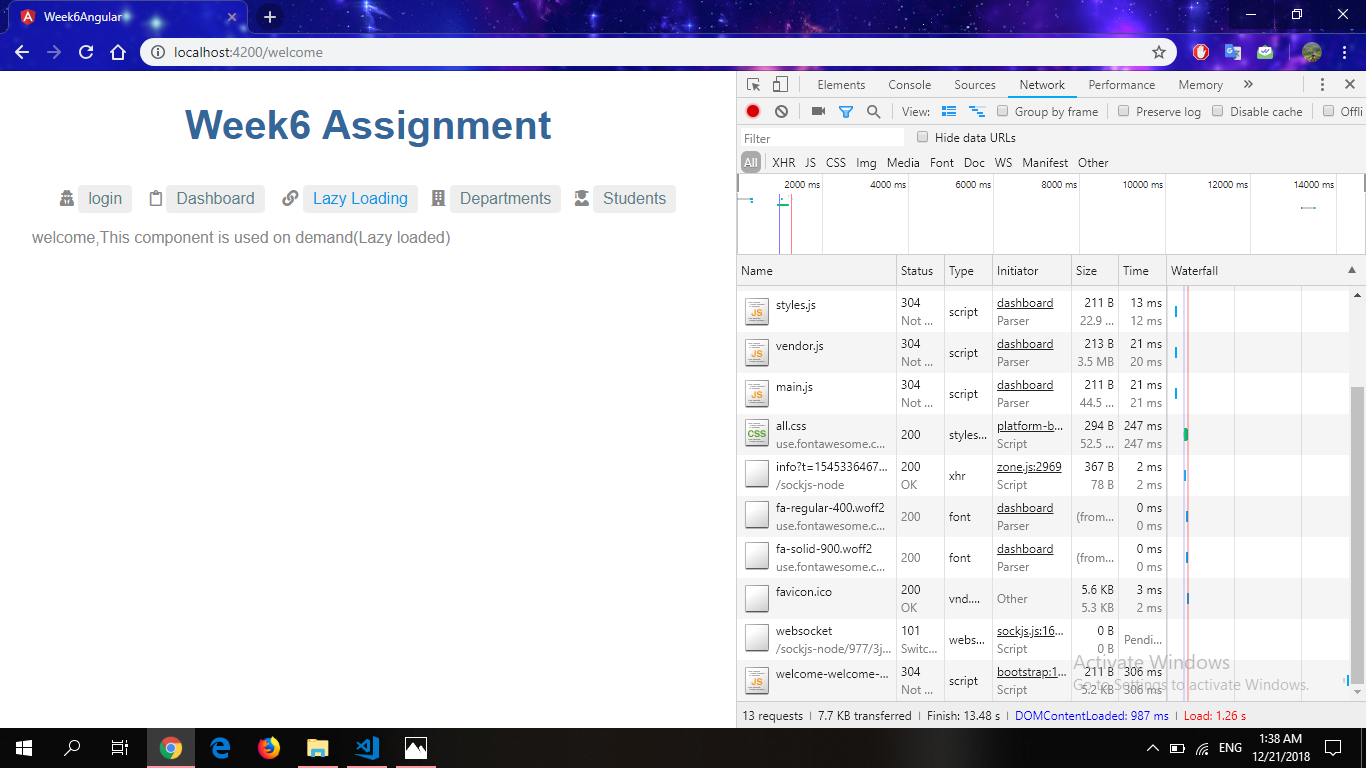 Week6Angular
localhost:4200/welcome
Week6 Assignment
login Dashboard Lazy Loading Departments Students
welcome,This component is used on demand(Lazy loaded)
Elements Console Sources Network Performance Memory
View: Group by frame Preserve log Disable cache Offli
Filter Hide data URLs
All XHR JS CSS Img Media Font Doc WS Manifest Other
2000 ms 4000 ms 6000 ms 8000 ms 10000 ms 12000 ms 14000 ms
Name Status Type Initiator Size Time Waterfall
styles.js 304 Not ... script dashboard Parser 211 B 22.9 ... 13 ms 12 ms
vendor.js 304 Not ... script dashboard Parser 213 B 3.5 MB 21 ms 20 ms
main.js 304 Not ... script dashboard Parser 211 B 44.5 ... 21 ms 21 ms
all.css use.fontawesome.c... 200 styles... platform-b... Script 294 B 52.5 ... 247 ms 247 ms
info?t=1545336467... /sockjs-node 200 OK xhr zone.js:2969 Script 367 B 78 B 2 ms 2 ms
fa-regular-400.woff2 use.fontawesome.c... 200 font dashboard Parser (from... 0 ms 0 ms
fa-solid-900.woff2 use.fontawesome.c... 200 font dashboard Parser (from... 0 ms 0 ms
favicon.ico 200 OK vnd.... Other 5.6 KB 5.3 KB 3 ms 2 ms
websocket /sockjs-node/977/3j... 101 Switc... webs... sockjs.js:16... Script 0 B 0 B Pendi...
welcome-welcome-... 304 Not ... script bootstrap:1... Script 211 B 5.2 KB 306 ms 306 ms
Activate Windows
Go to Settings to activate Windows.
13 requests | 7.7 KB transferred | Finish: 13.48 s | DOMContentLoaded: 987 ms | Load: 1.26 s
ENG 1:38 AM
12/21/2018